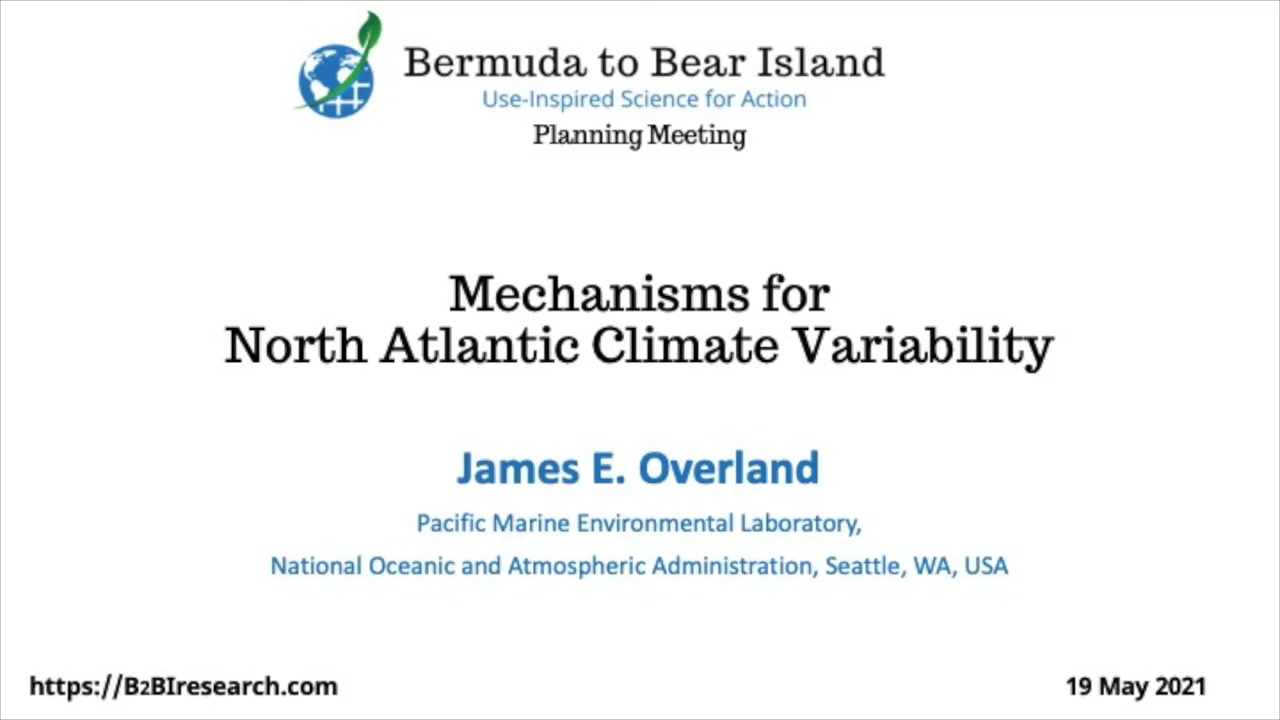 Bermuda to Bear Island
Use-Inspired Science for Action
Planning Meeting
Mechanisms for
North Atlantic Climate Variability
James E. Overland
Pacific Marine Environmental Laboratory,
National Oceanic and Atmospheric Administration, Seattle, WA, USA
https://B2BIresearch.com
19 May 2021